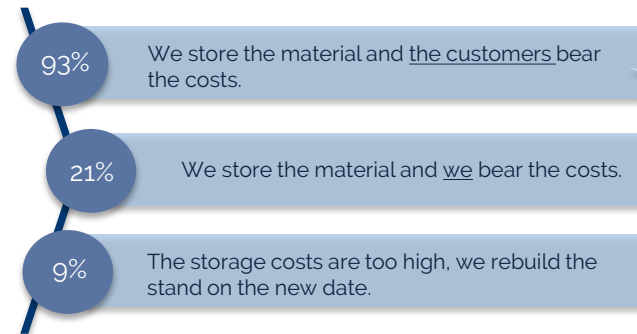 93%
We store the material and the customers bear
the costs.
21%
We store the material and we bear the costs.
9%
The storage costs are too high, we rebuild the
stand on the new date.